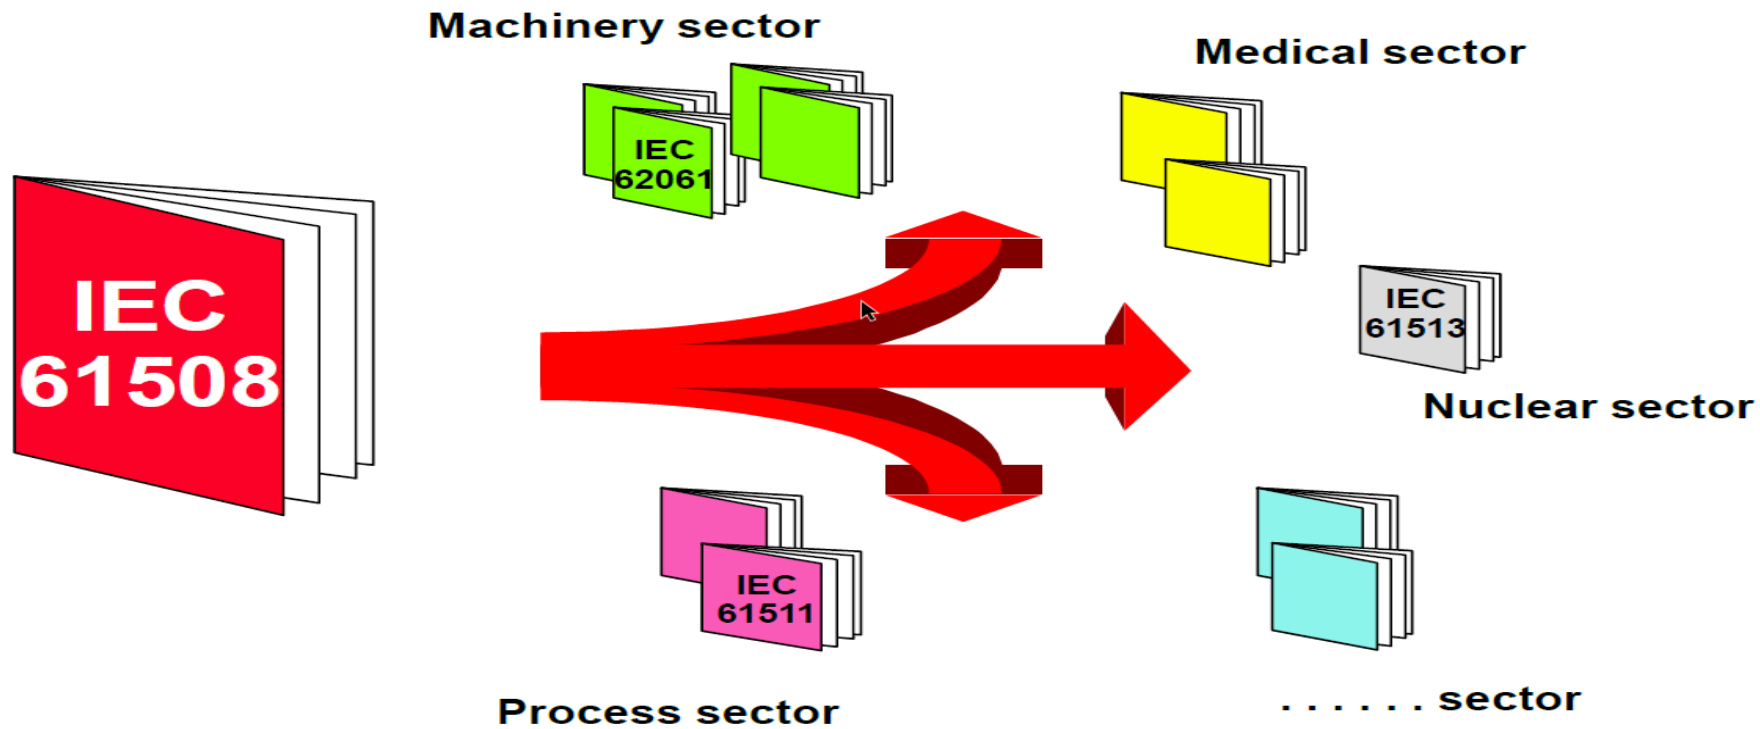 Machinery sector
Medical sector
IEC
62061
IEC
61508
IEC
61513
Nuclear sector
IEC
61511
Process sector
. . . . . . sector